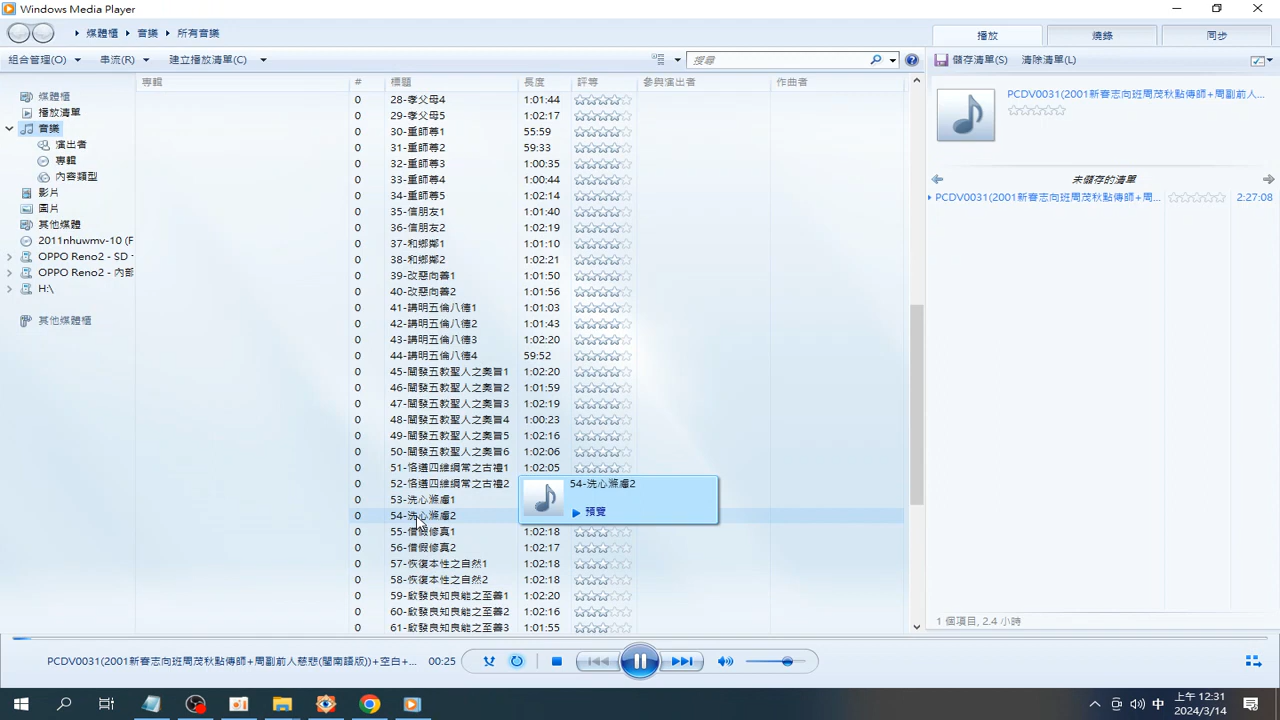 Windows Media Player
媒體櫃 音樂 所有音樂
播放 燒錄 同步
組合管理(O) 串流(R) 建立播放清單(C) 搜尋 儲存清單(S) 清除清單(L)
專輯 # 標題 長度 評等 參與演出者 作曲者
媒體櫃
播放清單
音樂
演出者
專輯
內容類型
影片
圖片
其他媒體
2011nhuwmv-10 (F
OPPO Reno2 - SD
OPPO Reno2 - 內部
H:\
其他媒體櫃
0 28-孝父母4 1:01:44
0 29-孝父母5 1:02:17
0 30-重師尊1 55:59
0 31-重師尊2 59:33
0 32-重師尊3 1:00:35
0 33-重師尊4 1:02:19
0 34-重師尊5 1:02:14
0 35-信朋友1 1:01:40
0 36-信朋友2 1:02:19
0 37-和鄉鄰1 1:01:10
0 38-和鄉鄰2 1:02:21
0 39-改惡向善1 1:01:50
0 40-改惡向善2 1:01:56
0 41-講明五倫八德1 1:01:03
0 42-講明五倫八德2 1:01:43
0 43-講明五倫八德3 1:02:20
0 44-講明五倫八德4 59:52
0 45-闡發五教聖人之奧旨1 1:02:20
0 46-闡發五教聖人之奧旨2 1:01:59
0 47-闡發五教聖人之奧旨3 1:02:19
0 48-闡發五教聖人之奧旨4 1:00:23
0 49-闡發五教聖人之奧旨5 1:02:16
0 50-闡發五教聖人之奧旨6 1:02:06
0 51-恪遵四維綱常之古禮1 1:02:05
0 52-恪遵四維綱常之古禮2
0 53-洗心滌慮1
0 54-洗心滌慮2
0 55-借假修真1 1:02:18
0 56-借假修真2 1:02:17
0 57-恢復本性之自然1 1:02:18
0 58-恢復本性之自然2 1:02:18
0 59-啟發良知良能之至善1 1:02:20
0 60-啟發良知良能之至善2 1:02:16
0 61-啟發良知良能之至善3 1:01:55
54-洗心滌慮2
預覽
PCDV0031(2001新春志向班周茂秋點傳師+周副前人...
未儲存的清單
PCDV0031(2001新春志向班周茂秋點傳師+周... 2:27:08
1 個項目, 2.4 小時
PCDV0031(2001新春志向班周茂秋點傳師+周副前人慈悲(閩南語版))+空白+... 00:25
中
上午 12:31
2024/3/14